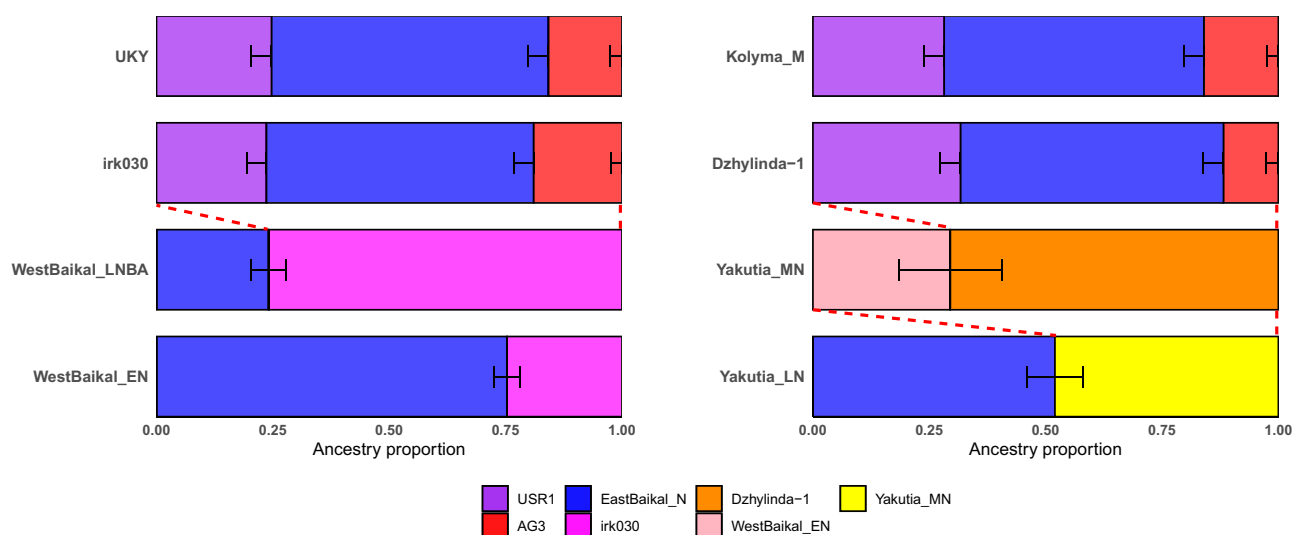 UKY
irk030
WestBaikal_LNBA
WestBaikal_EN
0.00 0.25 0.50 0.75 1.00
Ancestry proportion
Kolyma_M
Dzhylinda−1
Yakutia_MN
Yakutia_LN
0.00 0.25 0.50 0.75 1.00
Ancestry proportion
USR1 EastBaikal_N Dzhylinda−1 Yakutia_MN
AG3 irk030 WestBaikal_EN